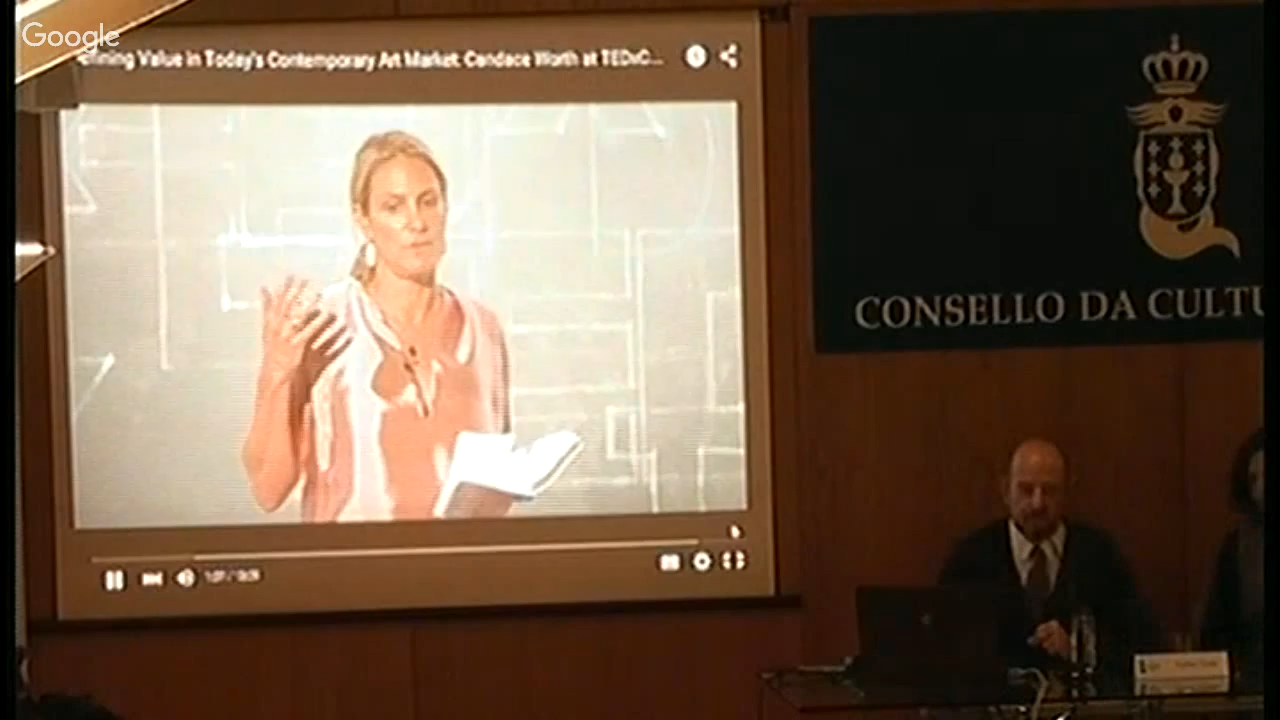 Google
efining Value in Today's Contemporary Art Market: Candace Worth at TEDxC...
CONSELLO DA CULTU